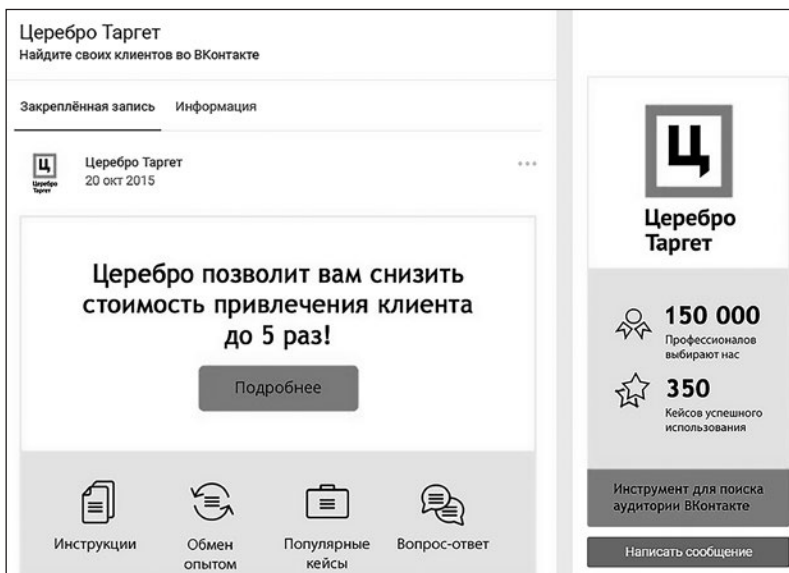 Церебро Таргет
Найдите своих клиентов во ВКонтакте
Закреплённая запись Информация
Церебро Таргет
20 окт 2015
Ц
Церебро
Таргет
Церебро позволит вам снизить
стоимость привлечения клиента
до 5 раз!
Подробнее
Инструкции
Обмен
опытом
Популярные
кейсы
Вопрос-ответ
Ц
Церебро
Таргет
150 000
Профессионалов
выбирают нас
350
Кейсов успешного
использования
Инструмент для поиска
аудитории ВКонтакте
Написать сообщение